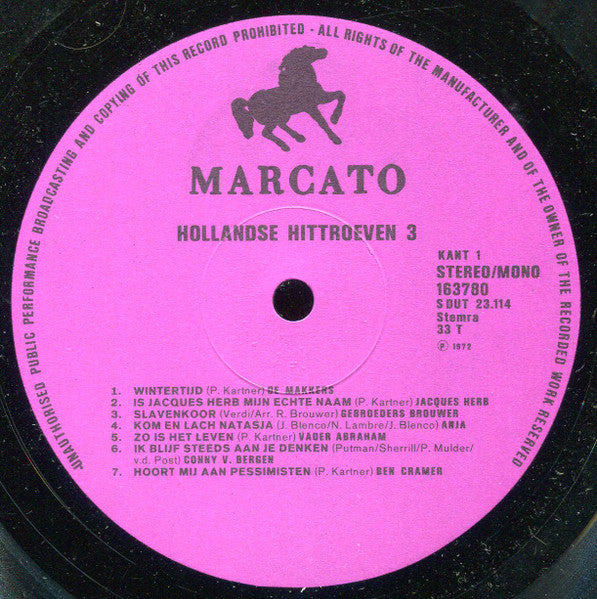 UNAUTHORISED PUBLIC PERFORMANCE BROADCASTING AND COPYING OF THIS RECORD PROHIBITED - ALL RIGHTS OF THE MANUFACTURER AND OF THE OWNER OF THE RECORDED WORK RESERVED
MARCATO
HOLLANDSE HITTROEVEN 3
KANT 1
STEREO/MONO
163780
SDUT 23.114
Stemra
33 T
℗ 1972
1. WINTERTIJD (P. Kartner) DE MAKKERS
2. IS JACQUES HERB MIJN ECHTE NAAM (P. Kartner) JACQUES HERB
3. SLAVENKOOR (Verdi/Arr. R. Brouwer) GEBROEDERS BROUWER
4. KOM EN LACH NATASJA (J. Blenco/N. Lambre/J. Blenco) ANJA
5. ZO IS HET LEVEN (P. Kartner) VADER ABRAHAM
6. IK BLIJF STEEDS AAN JE DENKEN (Putman/Sherrill/P. Mulder/
v.d. Post) CONNY V. BERGEN
7. HOORT MIJ AAN PESSIMISTEN (P. Kartner) BEN CRAMER